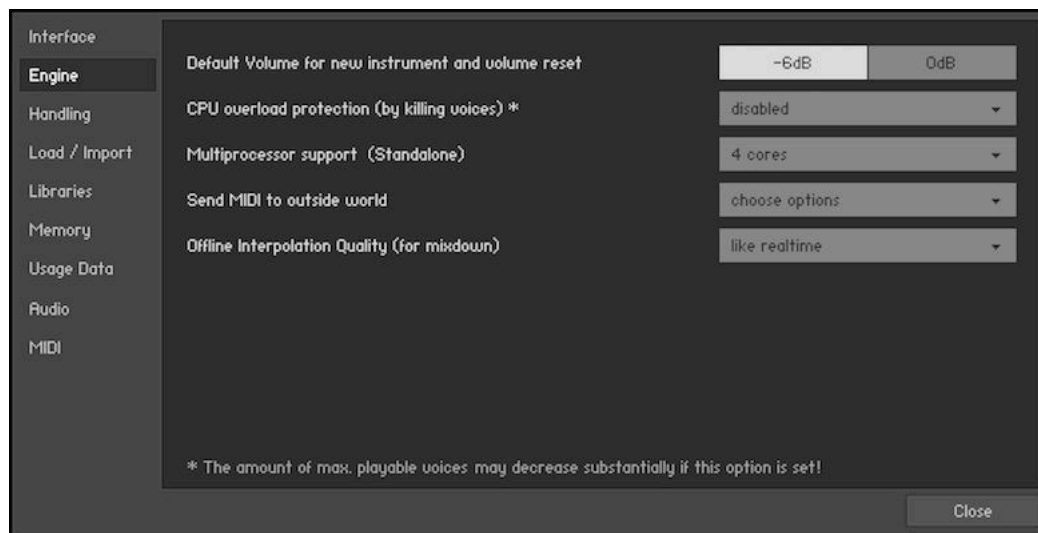 Interface
Engine
Handling
Load / Import
Libraries
Memory
Usage Data
Audio
MIDI
Default Volume for new instrument and volume reset
-6dB
0dB
CPU overload protection (by killing voices) *
disabled
Multiprocessor support (Standalone)
4 cores
Send MIDI to outside world
choose options
Offline Interpolation Quality (for mixdown)
like realtime
* The amount of max. playable voices may decrease substantially if this option is set!
Close